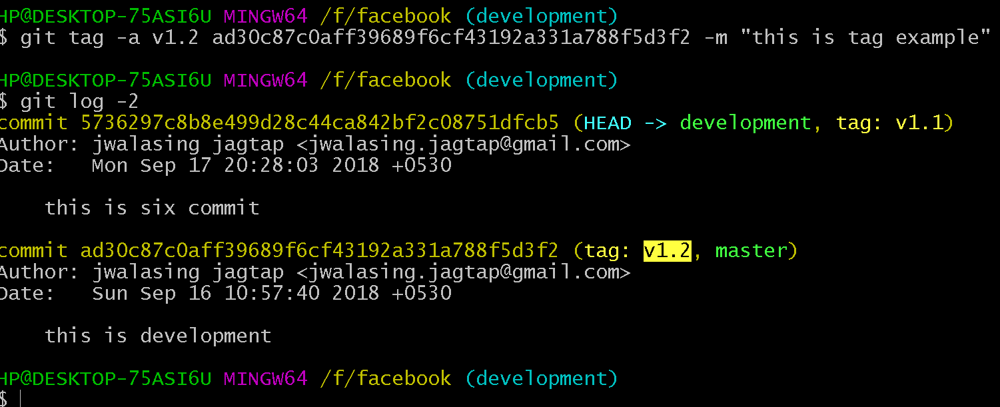 HP@DESKTOP-75ASI6U MINGW64 /f/facebook (development)
$ git tag -a v1.2 ad30c87c0aff39689f6cf43192a331a788f5d3f2 -m "this is tag example"
HP@DESKTOP-75ASI6U MINGW64 /f/facebook (development)
$ git log -2
commit 5736297c8b8e499d28c44ca842bf2c08751dfcb5 (HEAD -> development, tag: v1.1)
Author: jwalasing jagtap <jwalasing.jagtap@gmail.com>
Date:   Mon Sep 17 20:28:03 2018 +0530
    this is six commit
commit ad30c87c0aff39689f6cf43192a331a788f5d3f2 (tag: v1.2, master)
Author: jwalasing jagtap <jwalasing.jagtap@gmail.com>
Date:   Sun Sep 16 10:57:40 2018 +0530
    this is development
HP@DESKTOP-75ASI6U MINGW64 /f/facebook (development)
$